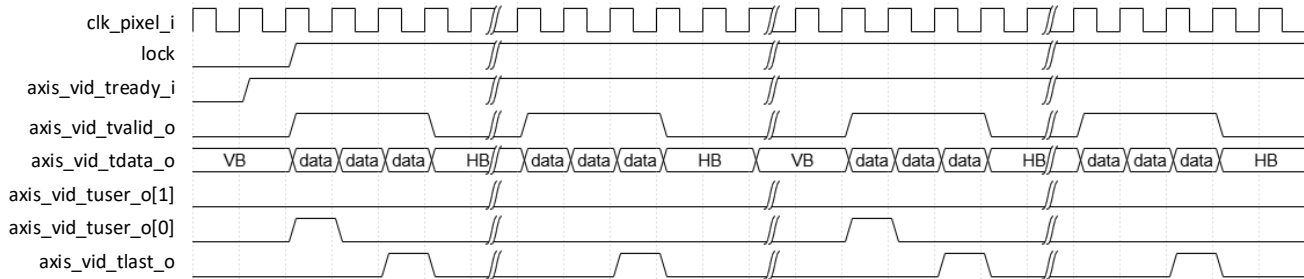 clk_pixel_i
lock
axis_vid_tready_i
axis_vid_tvalid_o
axis_vid_tdata_o VB data data data HB data data data HB VB data data data HB data data data HB
axis_vid_tuser_o[1]
axis_vid_tuser_o[0]
axis_vid_tlast_o